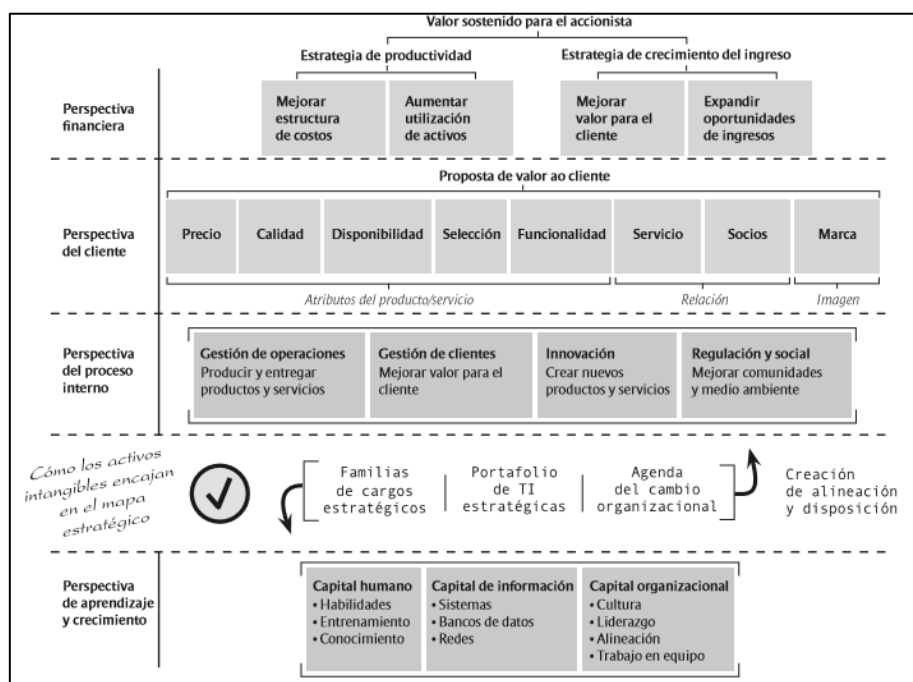 Valor sostenido para el accionista
Estrategia de productividad
Estrategia de crecimiento del ingreso
Perspectiva
financiera
Mejorar
estructura
de costos
Aumentar
utilización
de activos
Mejorar
valor para el
cliente
Expandir
oportunidades
de ingresos
Proposta de valor ao cliente
Perspectiva
del cliente
Precio
Calidad
Disponibilidad
Selección
Funcionalidad
Servicio
Socios
Marca
Atributos del producto/servicio
Relación
Imagen
Perspectiva
del proceso
interno
Gestión de operaciones
Producir y entregar
productos y servicios
Gestión de clientes
Mejorar valor para el
cliente
Innovación
Crear nuevos
productos y servicios
Regulación y social
Mejorar comunidades
y medio ambiente
Cómo los activos
intangibles encajan
en el mapa
estratégico
Familias
de cargos
estratégicos
Portafolio
de TI
estratégicas
Agenda
del cambio
organizacional
Creación
de alineación
y disposición
Perspectiva
de aprendizaje
y crecimiento
Capital humano
• Habilidades
• Entrenamiento
• Conocimiento
Capital de información
• Sistemas
• Bancos de datos
• Redes
Capital organizacional
• Cultura
• Liderazgo
• Alineación
• Trabajo en equipo